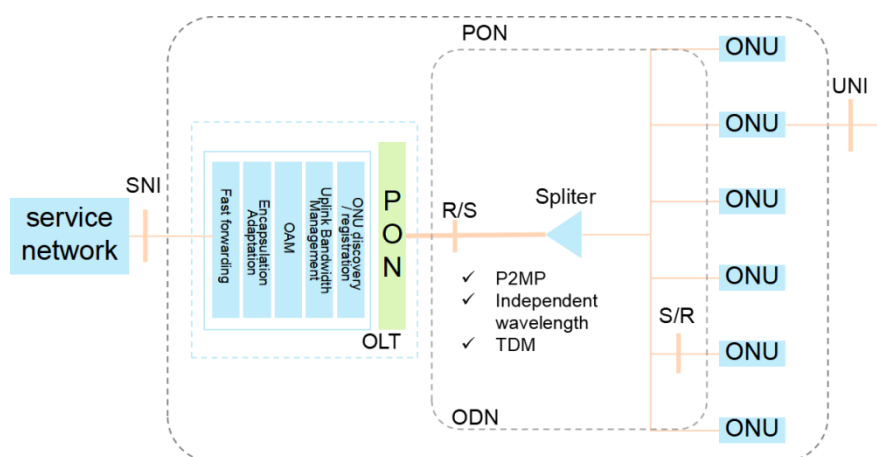 PON
ONU
UNI
ONU
SNI
service
network
Fast forwarding
Encapsulation
Adaptation
OAM
Uplink Bandwidth
Management
ONU discovery
/ registration
P
O
N
OLT
R/S
Spliter
ONU
✓ P2MP
✓ Independent
wavelength
✓ TDM
ONU
S/R
ONU
ODN
ONU